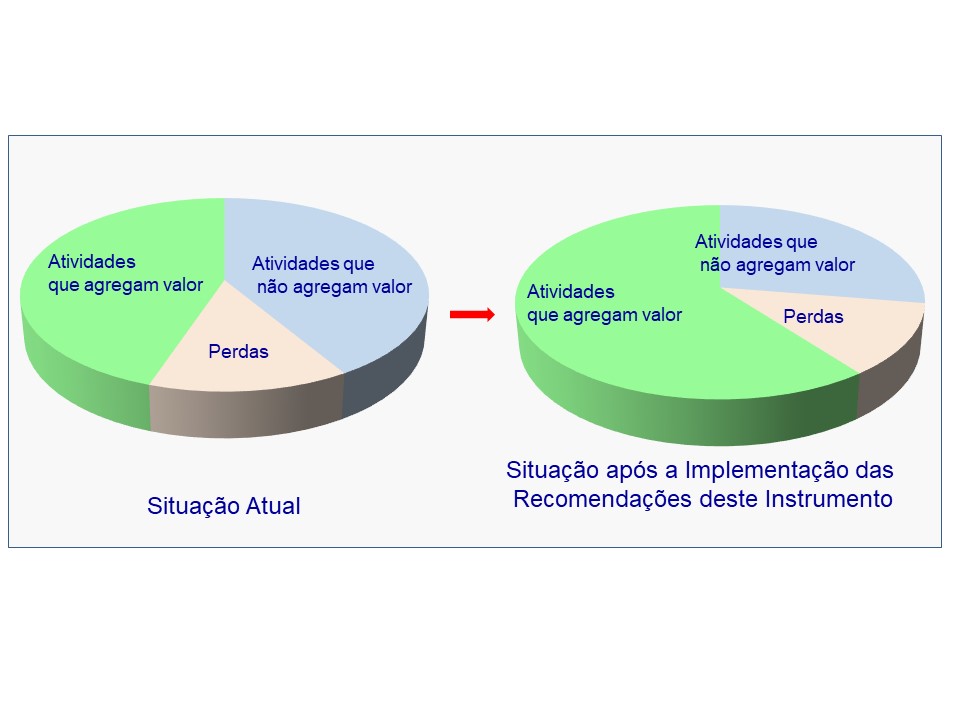 Atividades
que agregam valor
Atividades que
não agregam valor
Perdas
Situação Atual
Atividades que
não agregam valor
Atividades
que agregam valor
Perdas
Situação após a Implementação das
Recomendações deste Instrumento